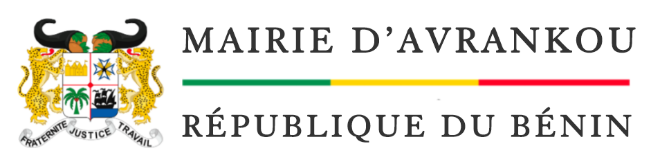 MAIRIE D'AVRANKOU
RÉPUBLIQUE DU BÉNIN
FRATERNITE JUSTICE TRAVAIL